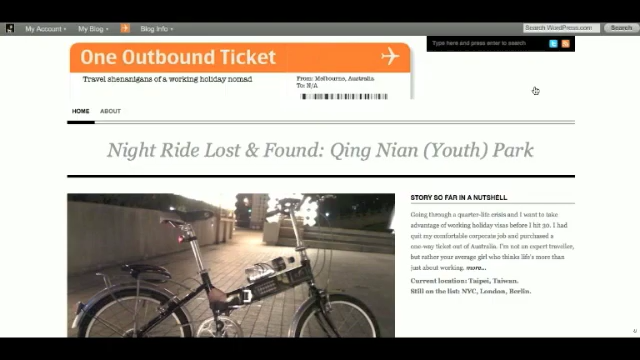 My Account
My Blog
Blog Info
Search WordPress.com
Search
One Outbound Ticket
Type here and press enter to search
Travel shenanigans of a working holiday nomad
From: Melbourne, Australia
To: N/A
HOME
ABOUT
Night Ride Lost & Found: Qing Nian (Youth) Park
STORY SO FAR IN A NUTSHELL
Going through a quarter-life crisis and I want to take
advantage of working holiday visas before I hit 30. I had
quit my comfortable corporate job and purchased a
one-way ticket out of Australia. I'm not an expert traveller,
but rather your average girl who thinks life's more than
just about working. more...
Current location: Taipei, Taiwan.
Still on the list: NYC, London, Berlin.